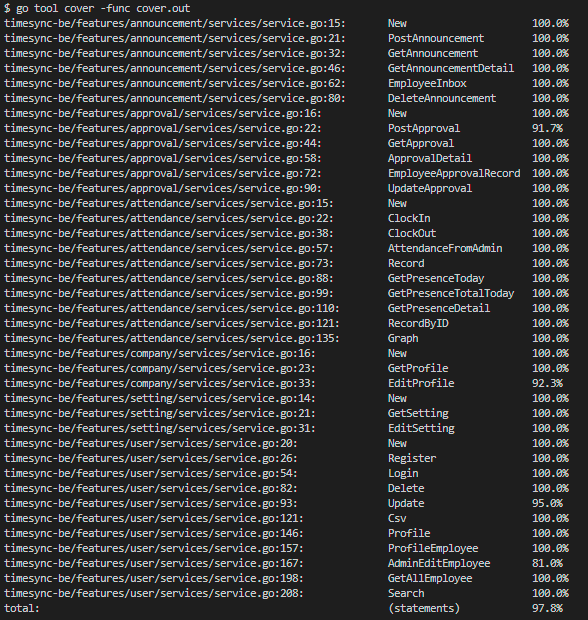 $ go tool cover -func cover.out
timesync-be/features/announcement/services/service.go:15: New 100.0%
timesync-be/features/announcement/services/service.go:21: PostAnnouncement 100.0%
timesync-be/features/announcement/services/service.go:32: GetAnnouncement 100.0%
timesync-be/features/announcement/services/service.go:46: GetAnnouncementDetail 100.0%
timesync-be/features/announcement/services/service.go:62: EmployeeInbox 100.0%
timesync-be/features/announcement/services/service.go:80: DeleteAnnouncement 100.0%
timesync-be/features/approval/services/service.go:16: New 100.0%
timesync-be/features/approval/services/service.go:22: PostApproval 91.7%
timesync-be/features/approval/services/service.go:44: GetApproval 100.0%
timesync-be/features/approval/services/service.go:58: ApprovalDetail 100.0%
timesync-be/features/approval/services/service.go:72: EmployeeApprovalRecord 100.0%
timesync-be/features/approval/services/service.go:90: UpdateApproval 100.0%
timesync-be/features/attendance/services/service.go:15: New 100.0%
timesync-be/features/attendance/services/service.go:22: ClockIn 100.0%
timesync-be/features/attendance/services/service.go:38: ClockOut 100.0%
timesync-be/features/attendance/services/service.go:57: AttendanceFromAdmin 100.0%
timesync-be/features/attendance/services/service.go:73: Record 100.0%
timesync-be/features/attendance/services/service.go:88: GetPresenceToday 100.0%
timesync-be/features/attendance/services/service.go:99: GetPresenceTotalToday 100.0%
timesync-be/features/attendance/services/service.go:110: GetPresenceDetail 100.0%
timesync-be/features/attendance/services/service.go:121: RecordByID 100.0%
timesync-be/features/attendance/services/service.go:135: Graph 100.0%
timesync-be/features/company/services/service.go:16: New 100.0%
timesync-be/features/company/services/service.go:23: GetProfile 100.0%
timesync-be/features/company/services/service.go:33: EditProfile 92.3%
timesync-be/features/setting/services/service.go:14: New 100.0%
timesync-be/features/setting/services/service.go:21: GetSetting 100.0%
timesync-be/features/setting/services/service.go:31: EditSetting 100.0%
timesync-be/features/user/services/service.go:20: New 100.0%
timesync-be/features/user/services/service.go:26: Register 100.0%
timesync-be/features/user/services/service.go:54: Login 100.0%
timesync-be/features/user/services/service.go:82: Delete 100.0%
timesync-be/features/user/services/service.go:93: Update 95.0%
timesync-be/features/user/services/service.go:121: Csv 100.0%
timesync-be/features/user/services/service.go:146: Profile 100.0%
timesync-be/features/user/services/service.go:157: ProfileEmployee 100.0%
timesync-be/features/user/services/service.go:167: AdminEditEmployee 81.0%
timesync-be/features/user/services/service.go:198: GetAllEmployee 100.0%
timesync-be/features/user/services/service.go:208: Search 100.0%
total: (statements) 97.8%